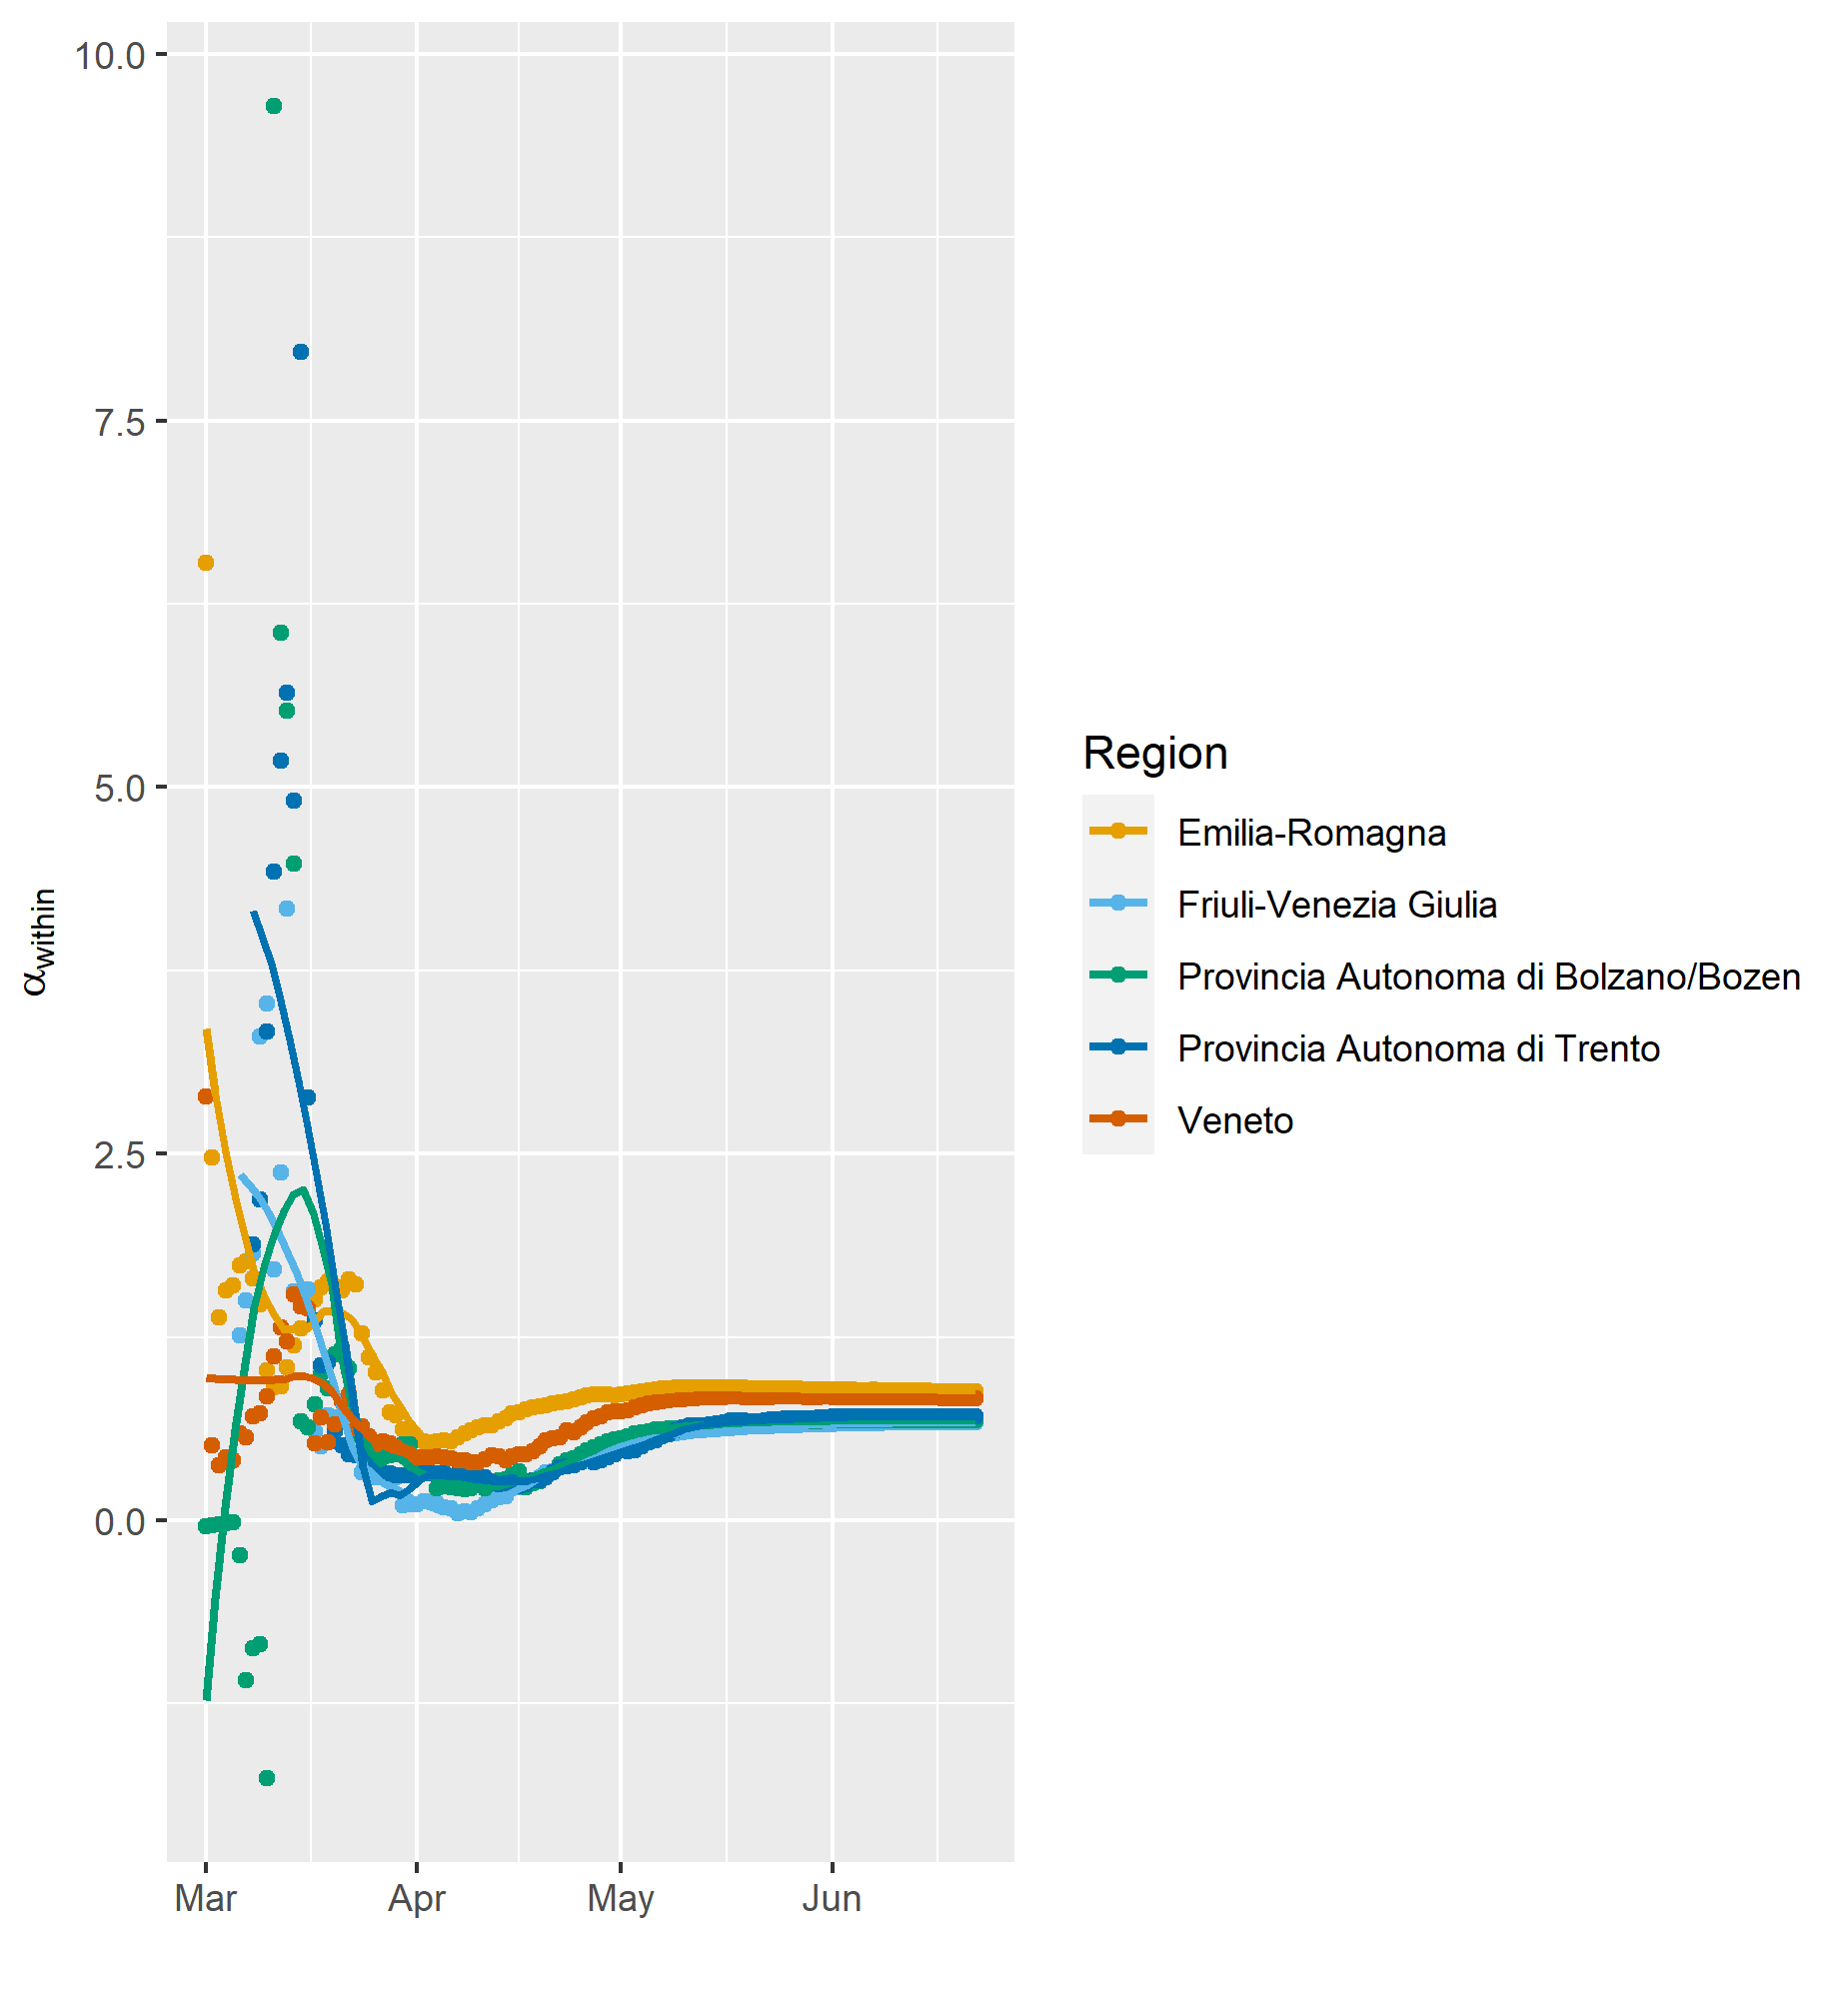 10.0
7.5
5.0
2.5
0.0
αwithin
Mar Apr May Jun
Region
Emilia-Romagna
Friuli-Venezia Giulia
Provincia Autonoma di Bolzano/Bozen
Provincia Autonoma di Trento
Veneto